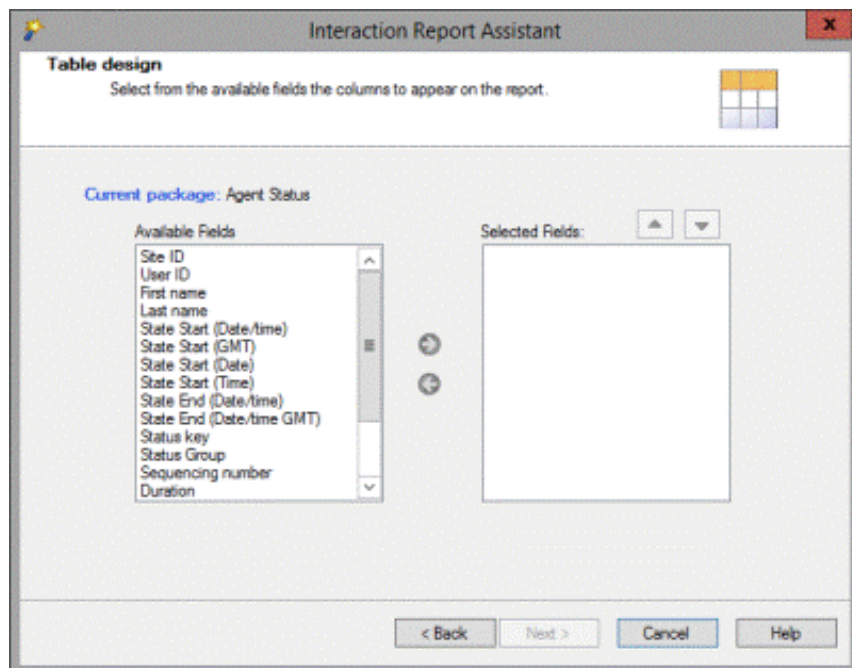 Interaction Report Assistant
x
Table design
Select from the available fields the columns to appear on the report.
Current package: Agent Status
Available Fields
Site ID
User ID
First name
Last name
State Start (Date/time)
State Start (GMT)
State Start (Date)
State Start (Time)
State End (Date/time)
State End (Date/time GMT)
Status key
Status Group
Sequencing number
Duration
Selected Fields:
< Back
Next >
Cancel
Help